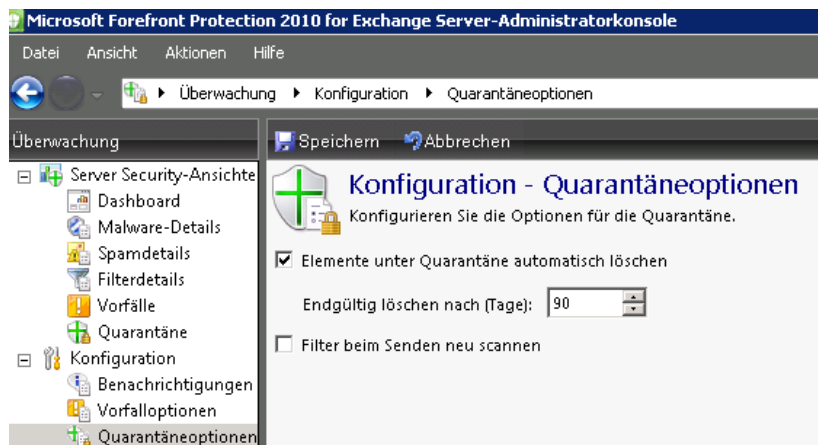 Microsoft Forefront Protection 2010 for Exchange Server-Administratorkonsole
Datei Ansicht Aktionen Hilfe
Überwachung Konfiguration Quarantäneoptionen
Überwachung
Speichern Abbrechen
Server Security-Ansichte
Dashboard
Malware-Details
Spamdetails
Filterdetails
Vorfälle
Quarantäne
Konfiguration
Benachrichtigungen
Vorfalloptionen
Quarantäneoptionen
Konfiguration - Quarantäneoptionen
Konfigurieren Sie die Optionen für die Quarantäne.
Elemente unter Quarantäne automatisch löschen
Endgültig löschen nach (Tage): 90
Filter beim Senden neu scannen